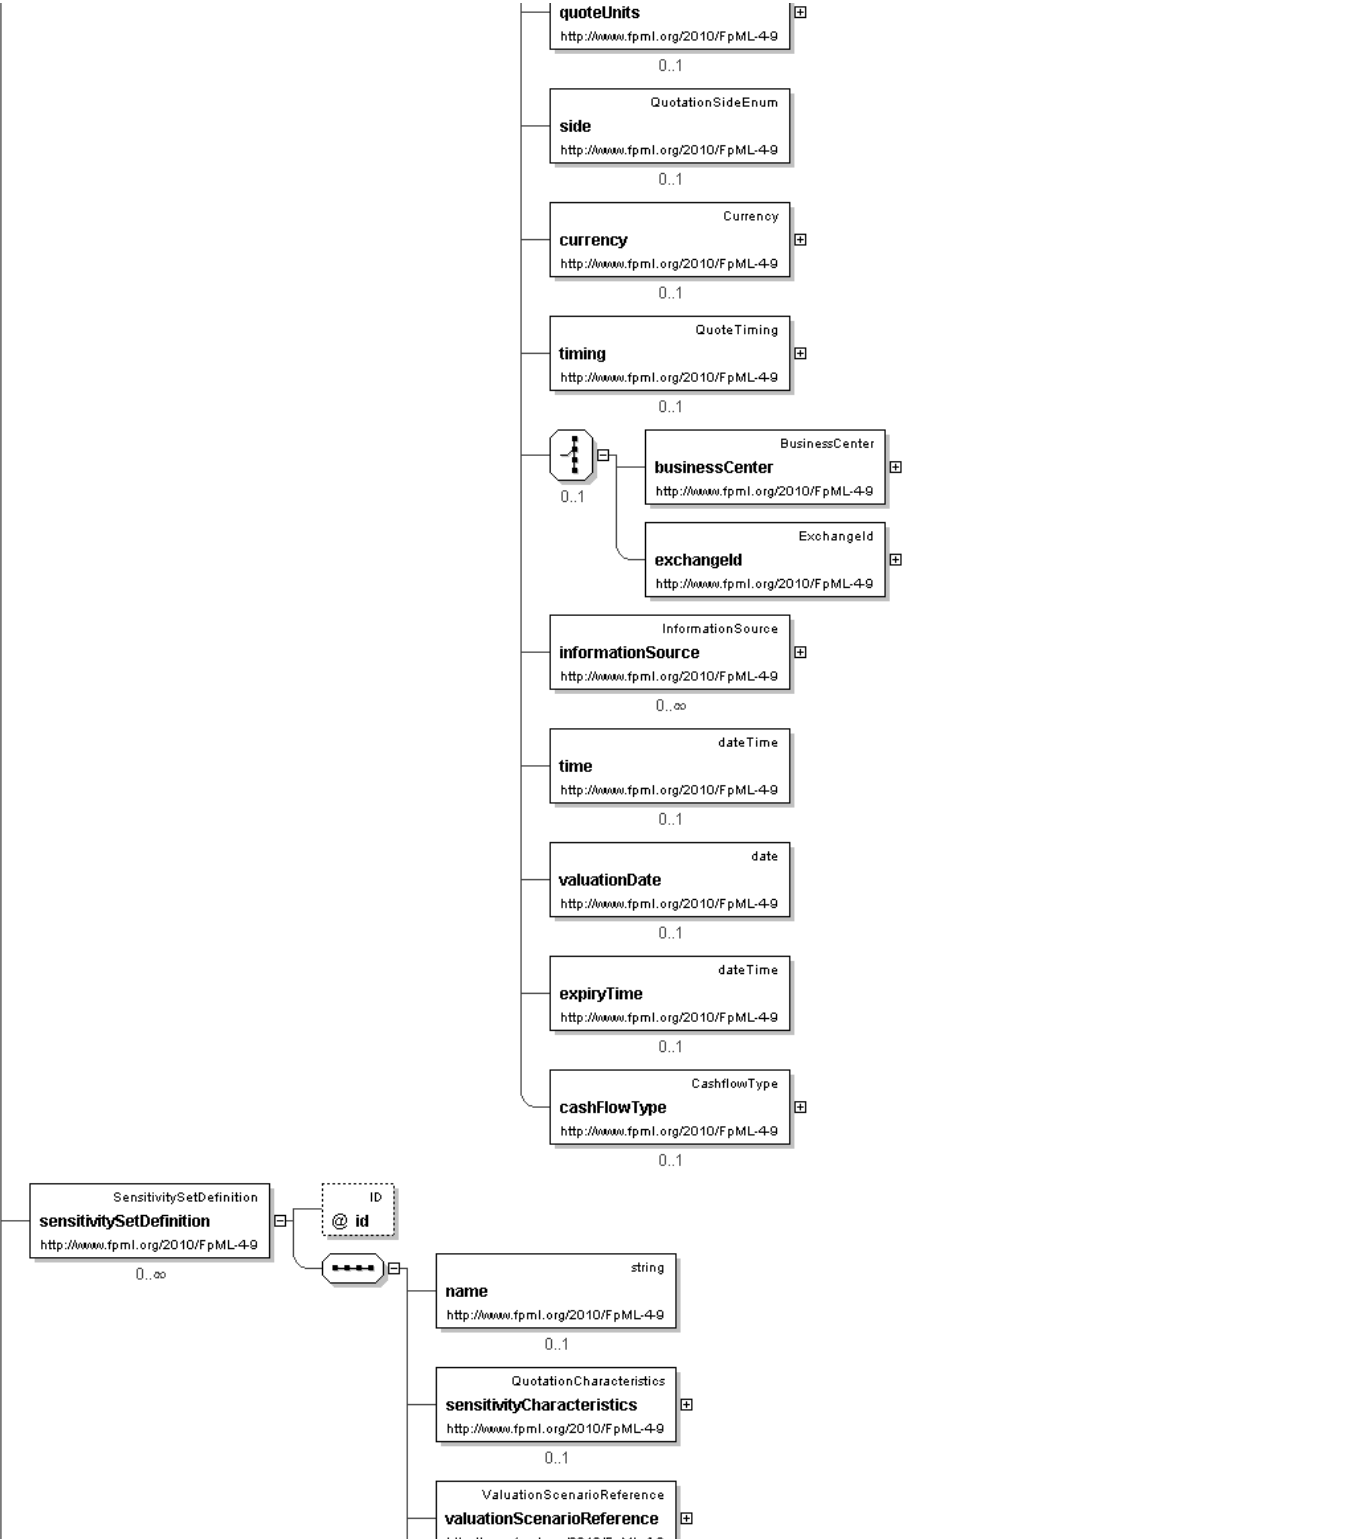 quoteUnits
http://www.fpml.org/2010/FpML-4-9
0..1
QuotationSideEnum
side
http://www.fpml.org/2010/FpML-4-9
0..1
Currency
currency
http://www.fpml.org/2010/FpML-4-9
0..1
QuoteTiming
timing
http://www.fpml.org/2010/FpML-4-9
0..1
0..1
BusinessCenter
businessCenter
http://www.fpml.org/2010/FpML-4-9
ExchangeId
exchangeId
http://www.fpml.org/2010/FpML-4-9
InformationSource
informationSource
http://www.fpml.org/2010/FpML-4-9
0..∞
dateTime
time
http://www.fpml.org/2010/FpML-4-9
0..1
date
valuationDate
http://www.fpml.org/2010/FpML-4-9
0..1
dateTime
expiryTime
http://www.fpml.org/2010/FpML-4-9
0..1
CashflowType
cashFlowType
http://www.fpml.org/2010/FpML-4-9
0..1
SensitivitySetDefinition
sensitivitySetDefinition
http://www.fpml.org/2010/FpML-4-9
0..∞
ID
@ id
string
name
http://www.fpml.org/2010/FpML-4-9
0..1
QuotationCharacteristics
sensitivityCharacteristics
http://www.fpml.org/2010/FpML-4-9
0..1
ValuationScenarioReference
valuationScenarioReference